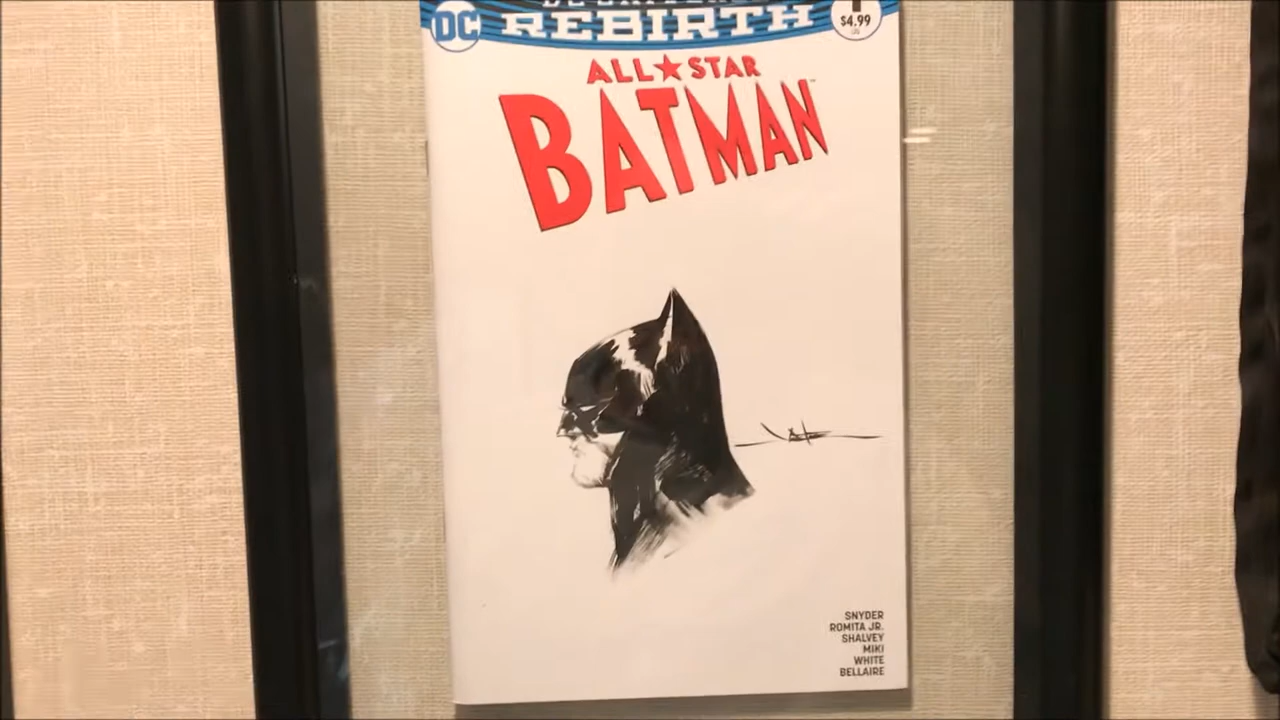 DC
REBIRTH
$4.99
ALL★STAR
BATMAN
SNYDER
ROMITA JR.
SHALVEY
MIKI
WHITE
BELLAIRE